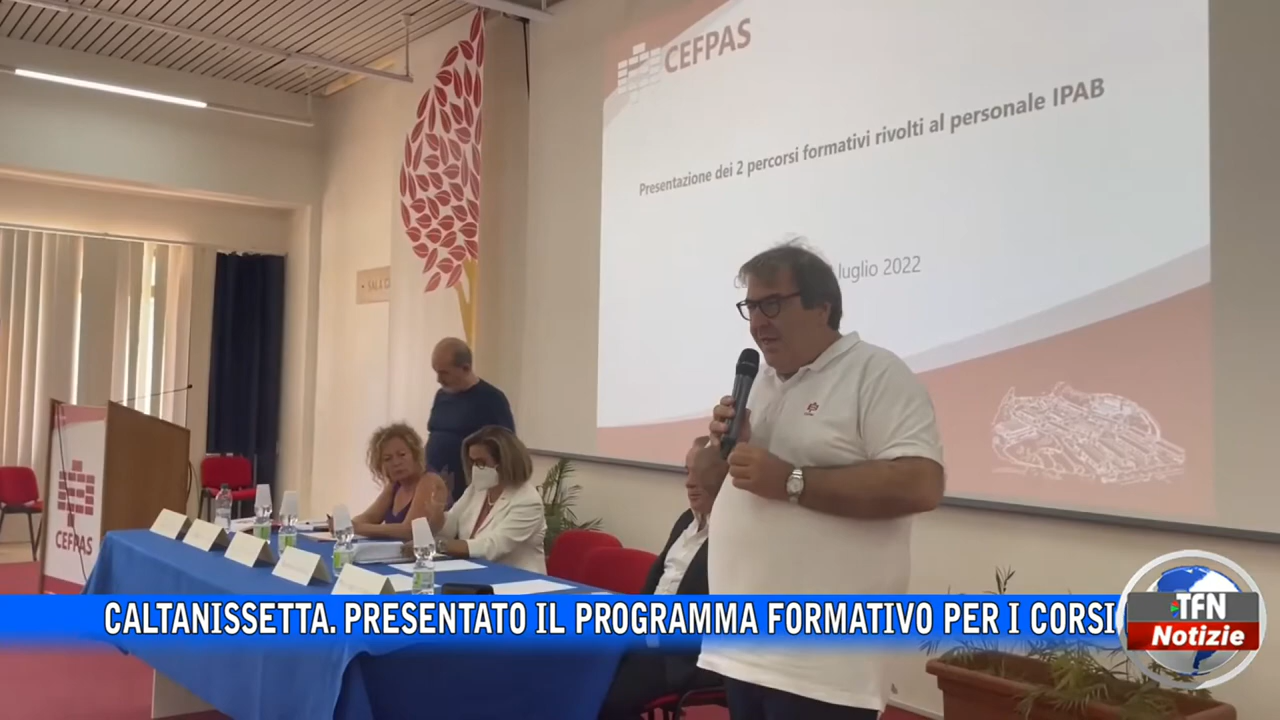 CEFPAS
Presentazione dei 2 percorsi formativi rivolti al personale IPAB
luglio 2022
SALA
CEFPAS
CALTANISSETTA. PRESENTATO IL PROGRAMMA FORMATIVO PER I CORSI
TFN
Notizie